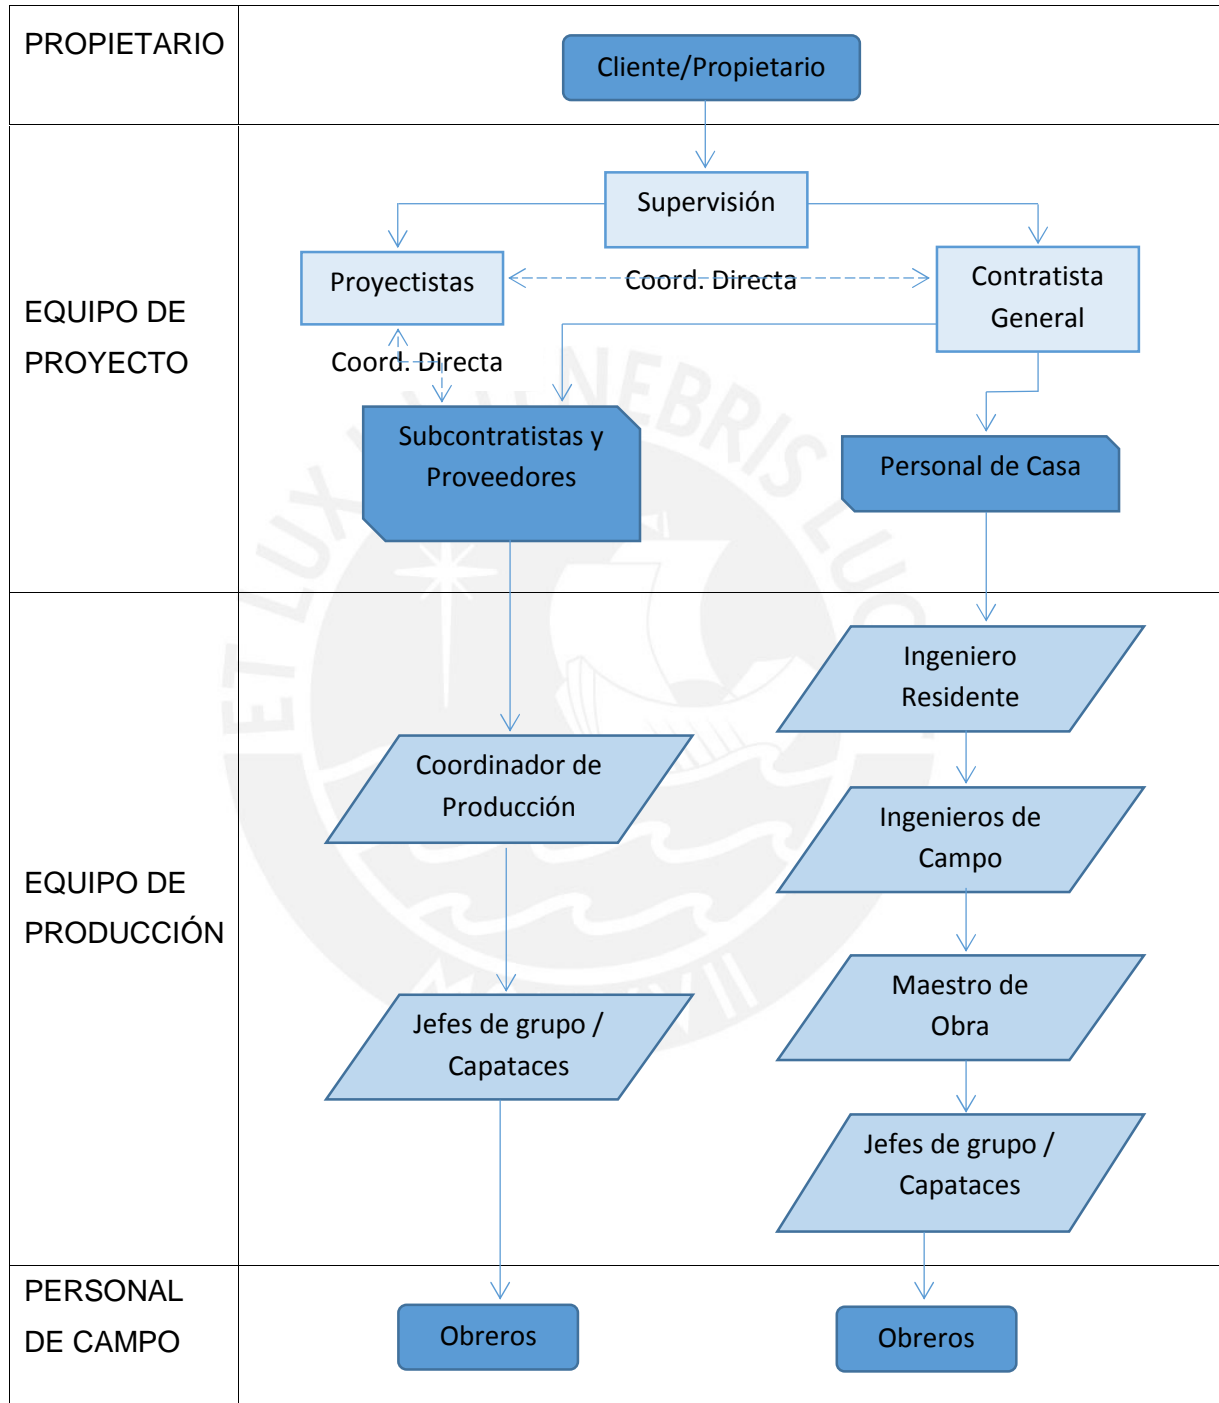 PROPIETARIO
Cliente/Propietario
EQUIPO DE
PROYECTO
Supervisión
Proyectistas
Coord. Directa
Contratista
General
Coord. Directa
Subcontratistas y
Proveedores
Personal de Casa
EQUIPO DE
PRODUCCIÓN
Ingeniero
Residente
Coordinador de
Producción
Ingenieros de
Campo
Maestro de
Obra
Jefes de grupo /
Capataces
Jefes de grupo /
Capataces
PERSONAL
DE CAMPO
Obreros
Obreros